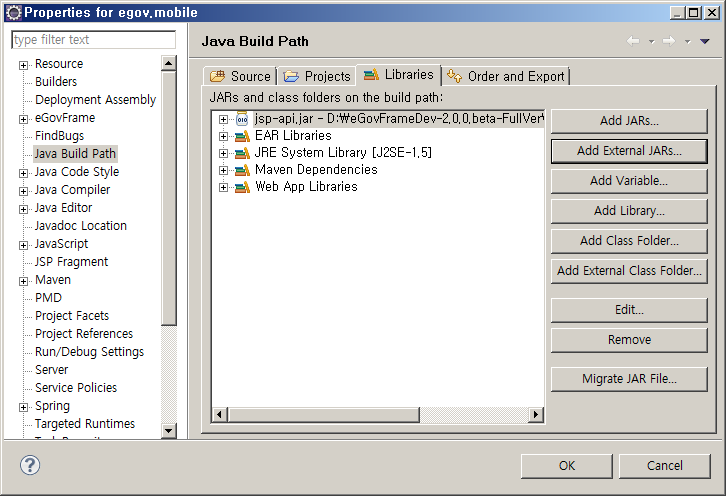 Properties for egov.mobile
type filter text
Resource
Builders
Deployment Assembly
eGovFrame
FindBugs
Java Build Path
Java Code Style
Java Compiler
Java Editor
Javadoc Location
JavaScript
JSP Fragment
Maven
PMD
Project Facets
Project References
Run/Debug Settings
Server
Service Policies
Spring
Targeted Runtimes
Java Build Path
Source Projects Libraries Order and Export
JARs and class folders on the build path:
jsp-api.jar - D:₩eGovFrameDev-2.0.0.beta-FullVer₩
EAR Libraries
JRE System Library [J2SE-1.5]
Maven Dependencies
Web App Libraries
Add JARs...
Add External JARs...
Add Variable...
Add Library...
Add Class Folder...
Add External Class Folder...
Edit...
Remove
Migrate JAR File...
?
OK Cancel